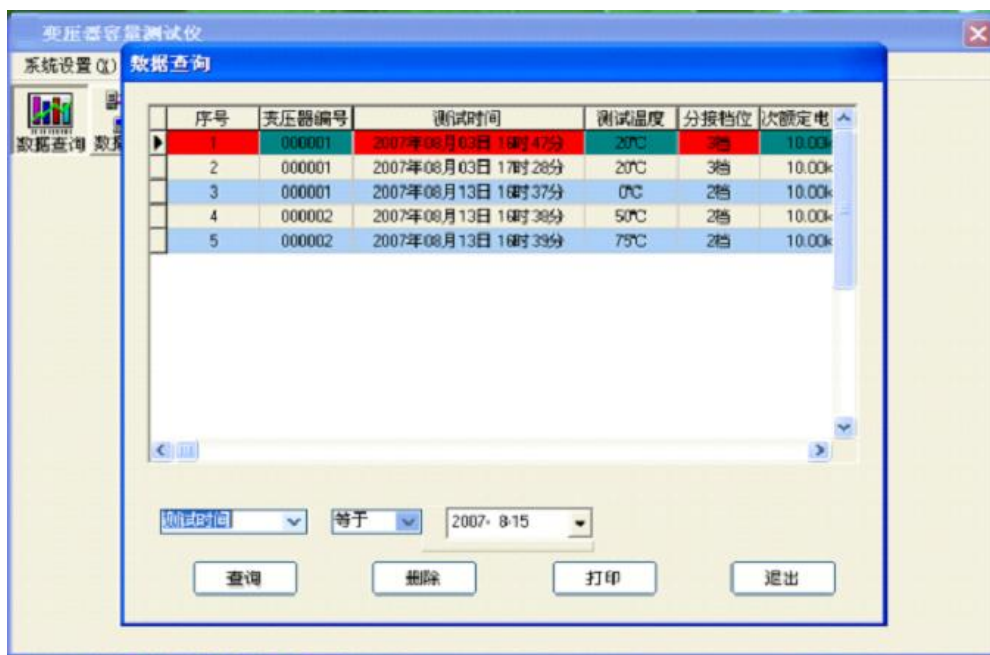 变压器容量测试仪
系统设置(X)
数据查询
数据查询 数据
序号 变压器编号 测试时间 测试温度 分接档位 次额定电
1 000001 2007年08月03日 16时47分 20℃ 3档 10.00k
2 000001 2007年08月03日 17时28分 20℃ 3档 10.00k
3 000001 2007年08月13日 16时37分 0℃ 2档 10.00k
4 000002 2007年08月13日 16时38分 50℃ 2档 10.00k
5 000002 2007年08月13日 16时39分 75℃ 2档 10.00k
测试时间 等于 2007- 8-15
查询 删除 打印 退出